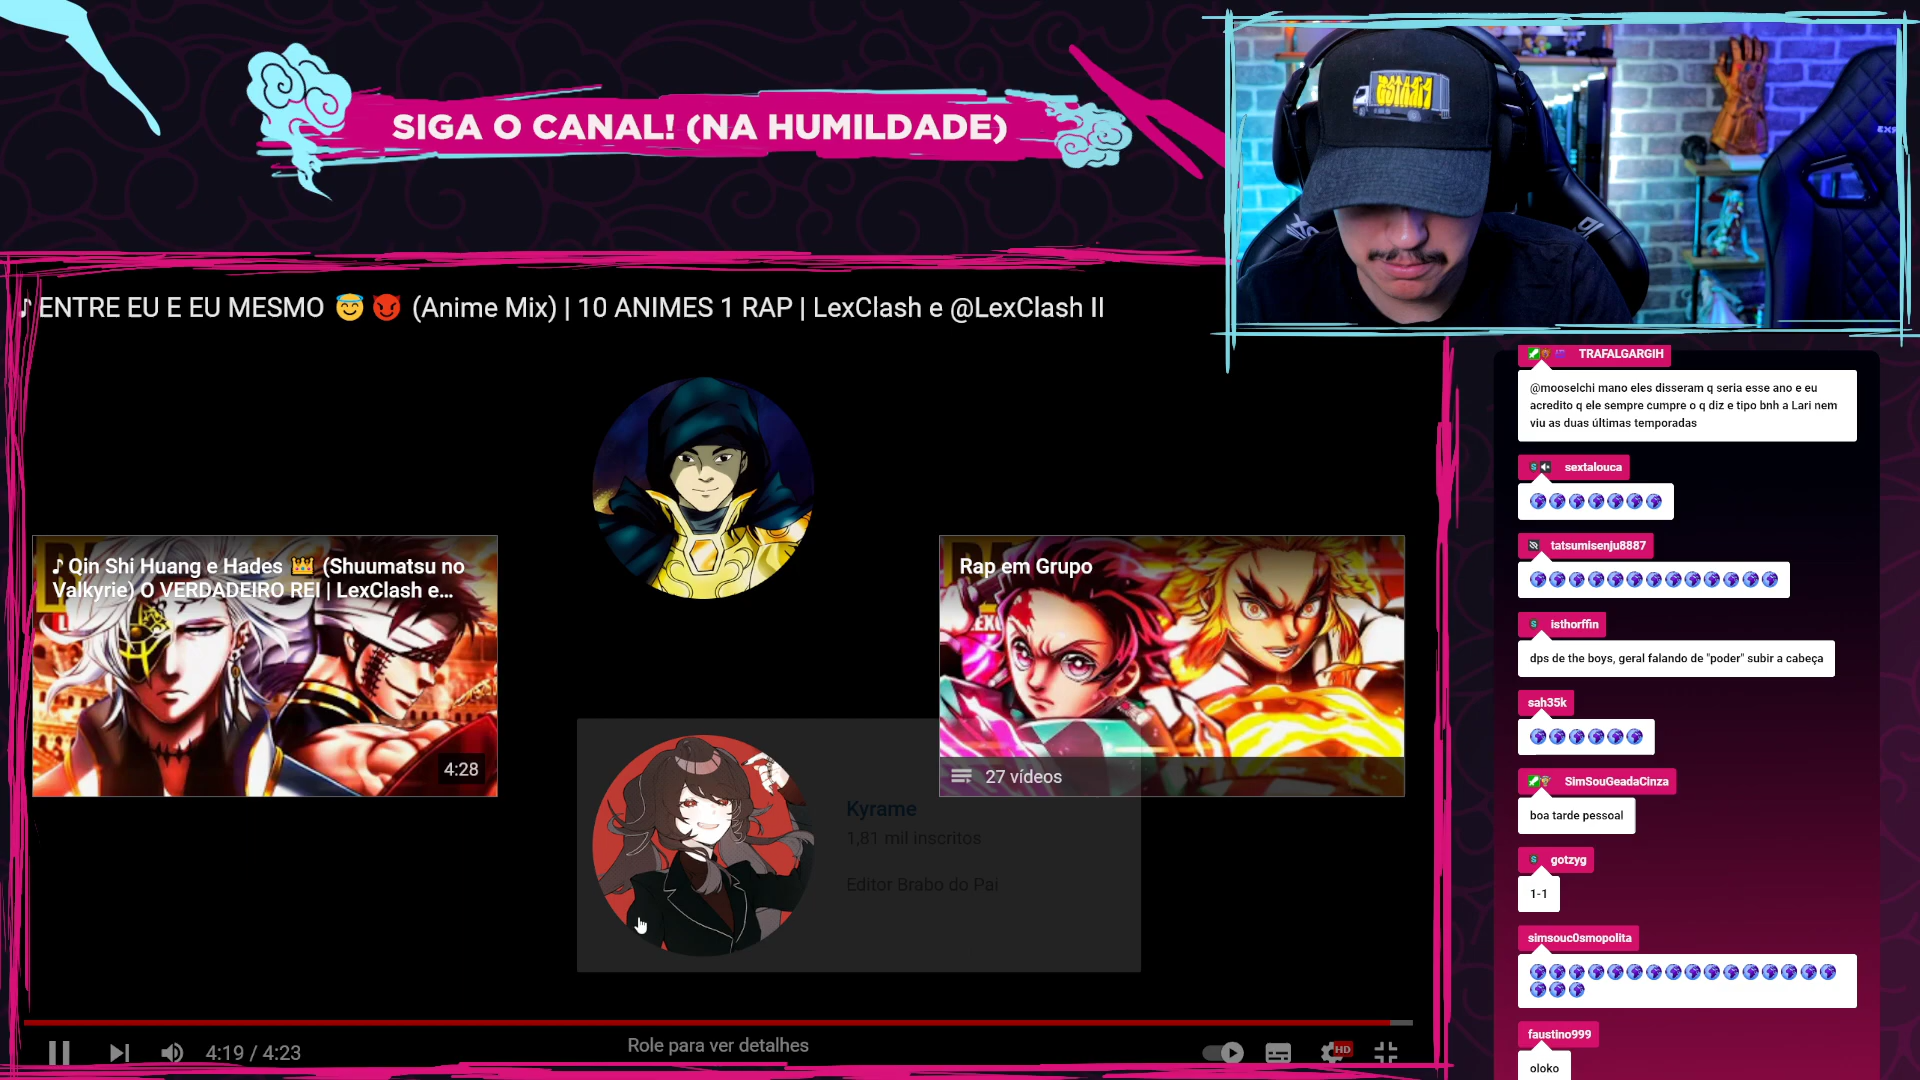 SIGA O CANAL! (NA HUMILDADE)
♪ ENTRE EU E EU MESMO 😇 😈 (Anime Mix) | 10 ANIMES 1 RAP | LexClash e @LexClash II
♪ Qin Shi Huang e Hades 👑 (Shuumatsu no
Valkyrie) O VERDADEIRO REI | LexClash e...
4:28
Rap em Grupo
27 vídeos
Kyrame
1,81 mil inscritos
Editor Brabo do Pai
4:19 / 4:23
Role para ver detalhes
HD
TRAFALGARGIH
@mooselchi mano eles disseram q seria esse ano e eu
acredito q ele sempre cumpre o q diz e tipo bnh a Lari nem
viu as duas últimas temporadas
sextalouca
tatsumisenju8887
isthorffin
dps de the boys, geral falando de "poder" subir a cabeça
sah35k
SimSouGeadaCinza
boa tarde pessoal
gotzyg
1-1
simsouc0smopolita
faustino999
oloko